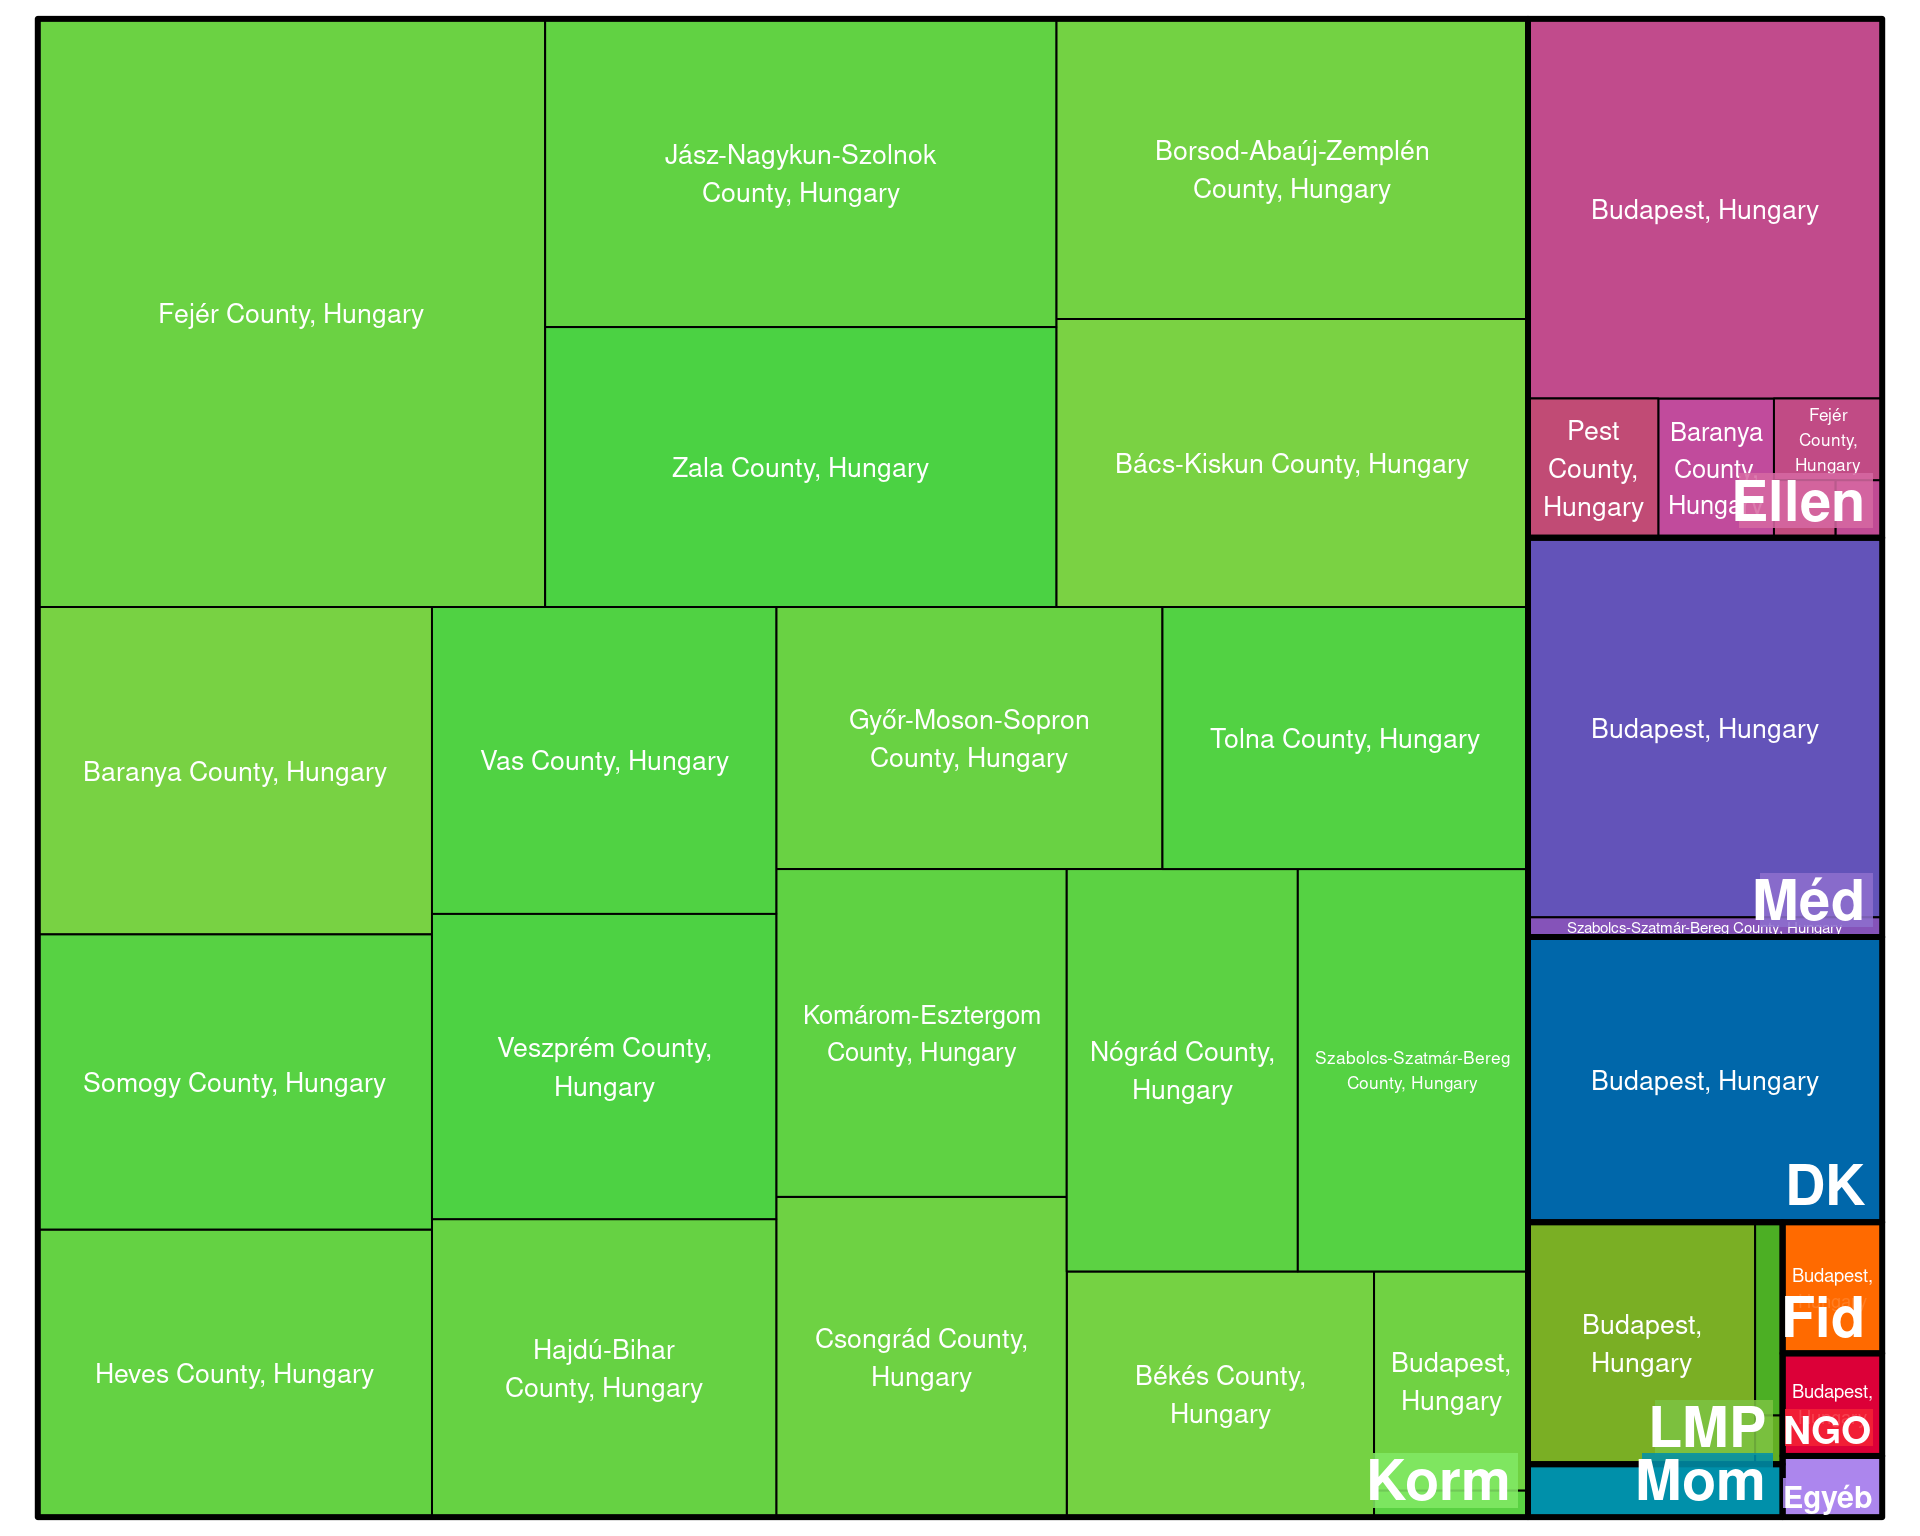 Fejér County, Hungary
Jász-Nagykun-Szolnok
County, Hungary
Borsod-Abaúj-Zemplén
County, Hungary
Zala County, Hungary
Bács-Kiskun County, Hungary
Baranya County, Hungary
Vas County, Hungary
Győr-Moson-Sopron
County, Hungary
Tolna County, Hungary
Somogy County, Hungary
Veszprém County,
Hungary
Komárom-Esztergom
County, Hungary
Nógrád County,
Hungary
Szabolcs-Szatmár-Bereg
County, Hungary
Heves County, Hungary
Hajdú-Bihar
County, Hungary
Csongrád County,
Hungary
Békés County,
Hungary
Budapest,
Hungary
Korm
Budapest, Hungary
Pest
County,
Hungary
Baranya
County,
Hungary
Fejér
County,
Hungary
Ellen
Budapest, Hungary
Méd
Szabolcs-Szatmár-Bereg County, Hungary
Budapest, Hungary
DK
Budapest,
Hungary
LMP
Mom
Budapest,
Fid
Budapest,
NGO
Egyéb